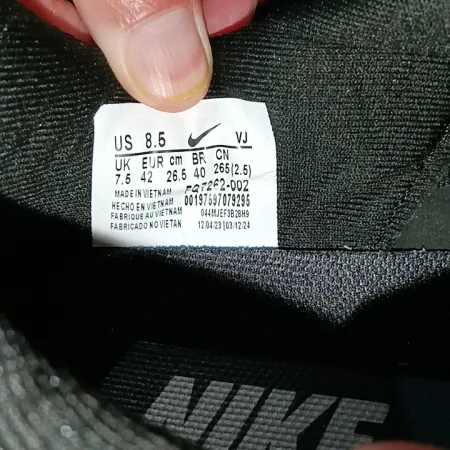 US 8.5 VJ
UK EUR cm BR CN
7.5 42 26.5 40 265(2.5)
MADE IN VIETNAM FQ7262-002
HECHO EN VIETNAM 00197597079295
FABRIQUE AU VIETNAM 044MJEF3B2BH9
FABRICADO NO VIETAN 12/04/23 | 03/12/24
NIKE